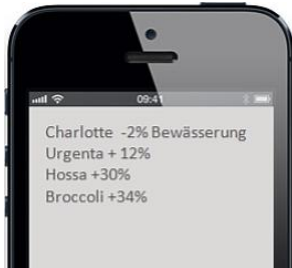 09:41
Charlotte -2% Bewässerung
Urgenta + 12%
Hossa +30%
Broccoli +34%